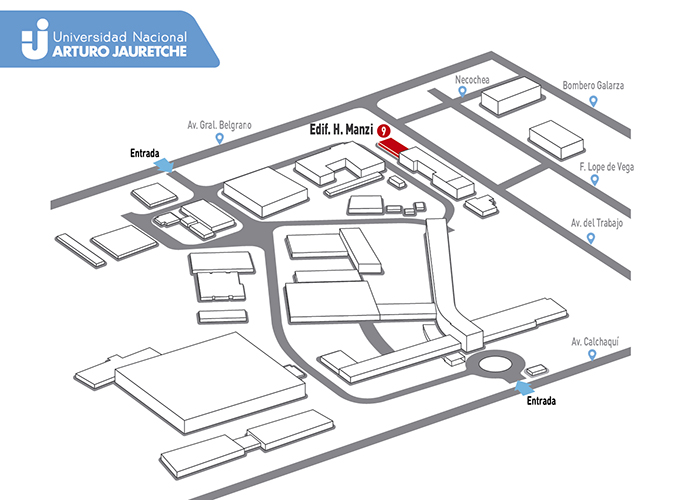 Universidad Nacional
ARTURO JAURETCHE
Necochea
Bombero Galarza
Av. Gral. Belgrano
Edif. H. Manzi 9
Entrada
F. Lope de Vega
Av. del Trabajo
Av. Calchaquí
Entrada